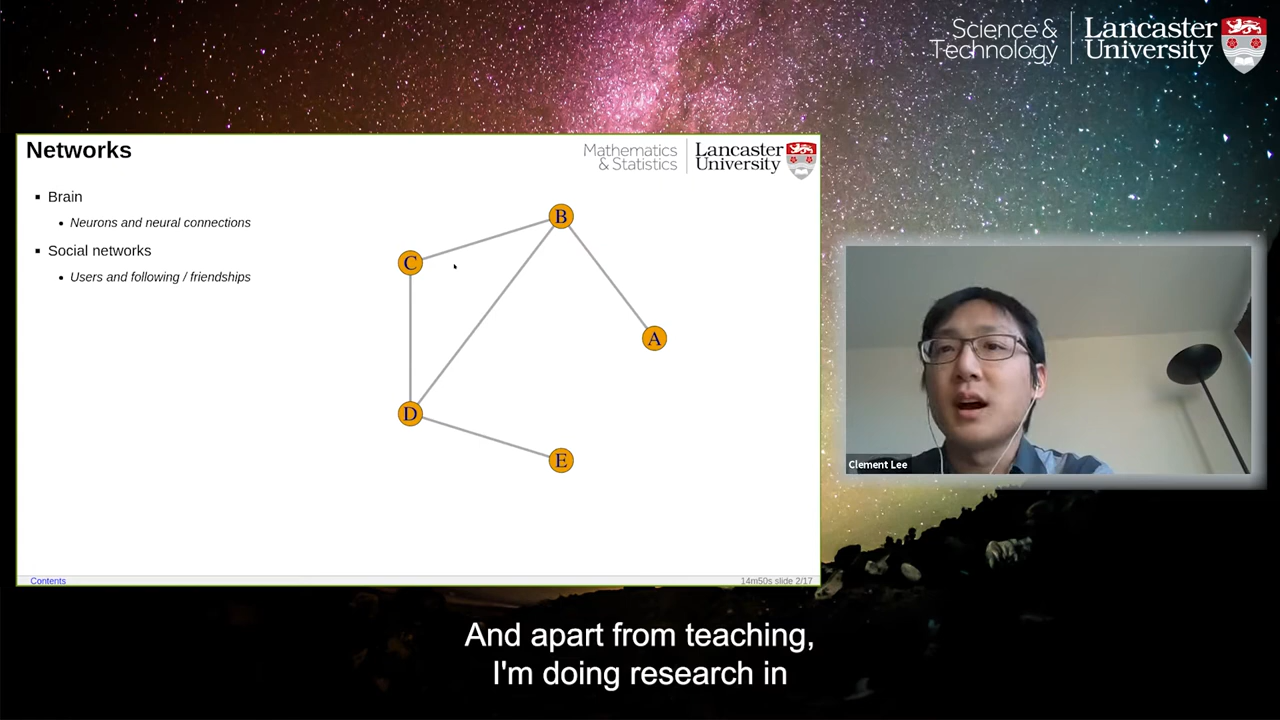 Science &
Technology
Lancaster
University
Networks
Mathematics
& Statistics
Lancaster
University
▪ Brain
• Neurons and neural connections
▪ Social networks
• Users and following / friendships
B
C
A
D
E
Clement Lee
Contents
14m50s slide 2/17
And apart from teaching,
I'm doing research in